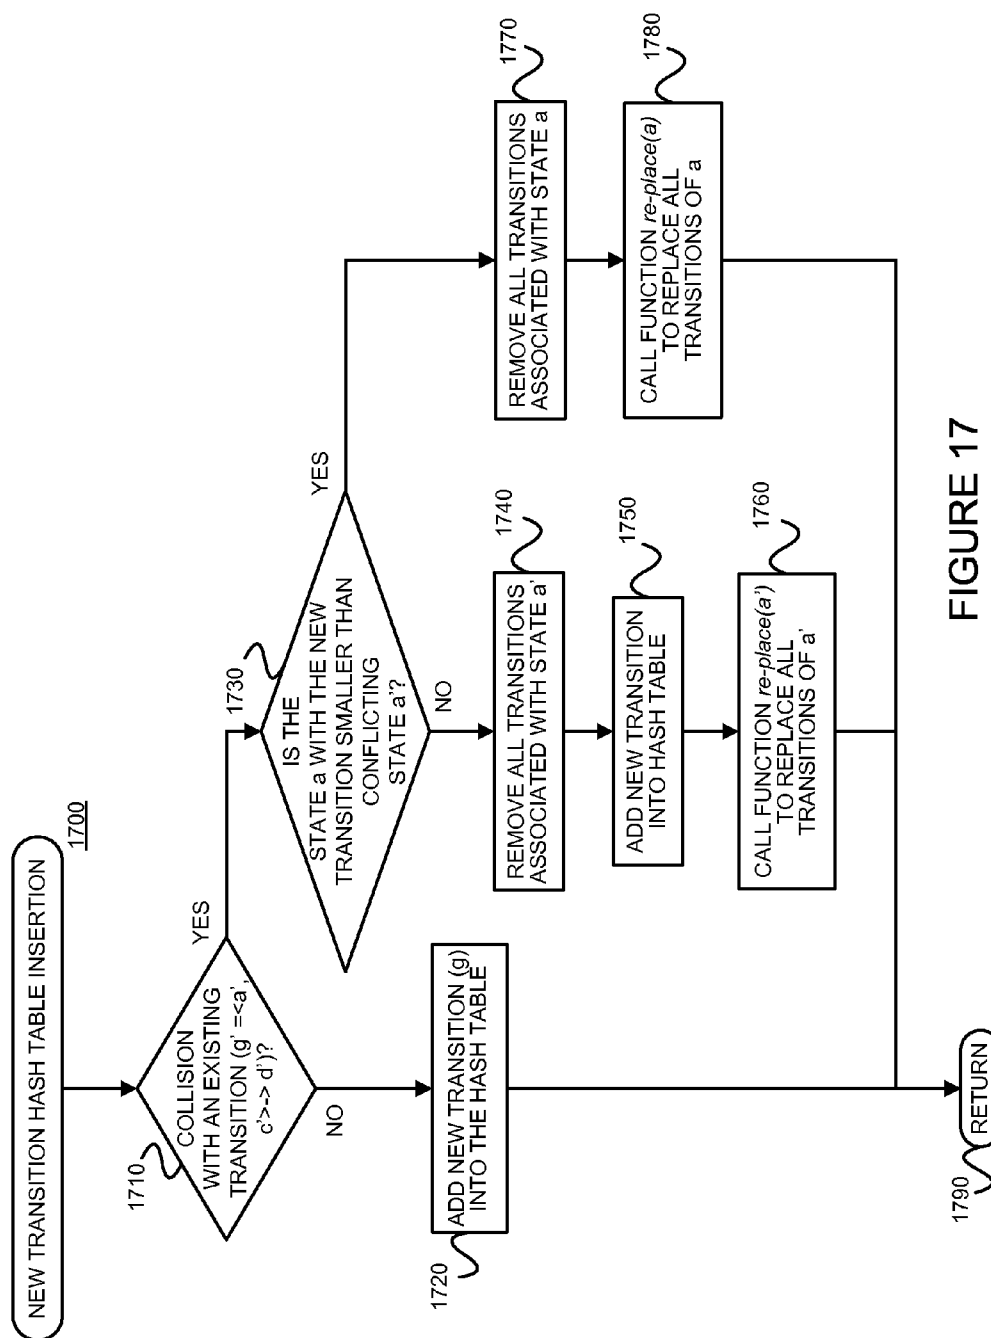 NEW TRANSITION HASH TABLE INSERTION
1700
1710
COLLISION
WITH AN EXISTING
TRANSITION (g' =<a',
c'>-> d')?
YES
NO
1720
ADD NEW TRANSITION (g)
INTO THE HASH TABLE
1730
IS THE
STATE a WITH THE NEW
TRANSITION SMALLER THAN
CONFLICTING
STATE a'?
YES
NO
1740
REMOVE ALL TRANSITIONS
ASSOCIATED WITH STATE a'
1750
ADD NEW TRANSITION
INTO HASH TABLE
1760
CALL FUNCTION re-place(a')
TO REPLACE ALL
TRANSITIONS OF a'
1770
REMOVE ALL TRANSITIONS
ASSOCIATED WITH STATE a
1780
CALL FUNCTION re-place(a)
TO REPLACE ALL
TRANSITIONS OF a
1790
RETURN
FIGURE 17